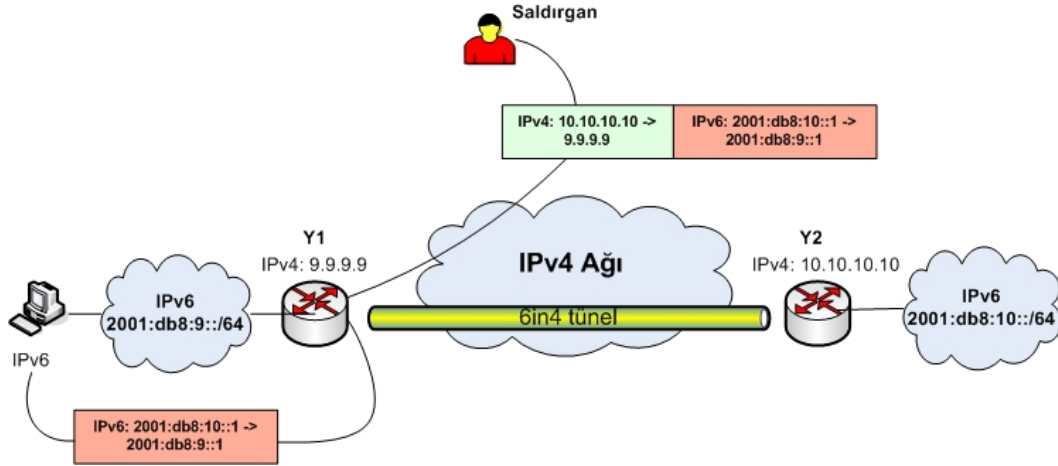 Saldırgan
IPv4: 10.10.10.10 ->
9.9.9.9
IPv6: 2001:db8:10::1 ->
2001:db8:9::1
Y1
IPv4: 9.9.9.9
IPv4 Ağı
Y2
IPv4: 10.10.10.10
IPv6
2001:db8:9::/64
6in4 tünel
IPv6
2001:db8:10::/64
IPv6
IPv6: 2001:db8:10::1 ->
2001:db8:9::1